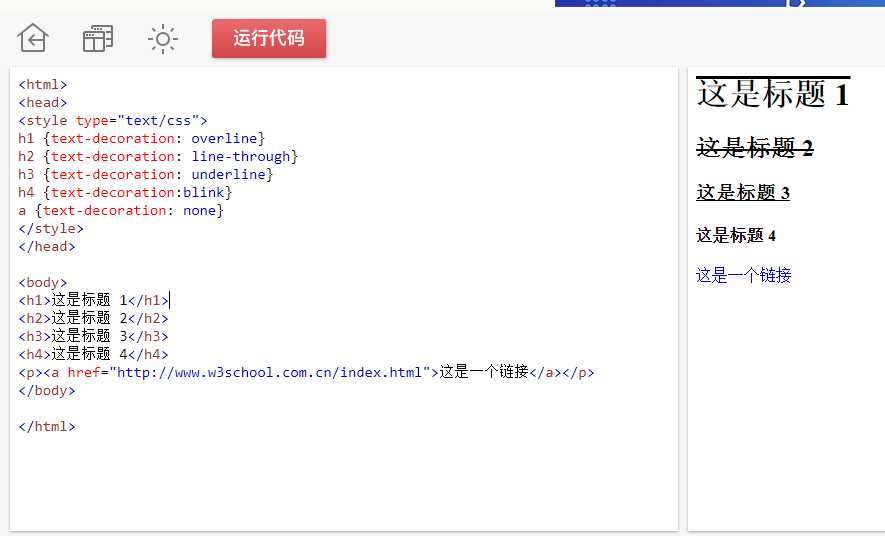 运行代码
<html>
<head>
<style type="text/css">
h1 {text-decoration: overline}
h2 {text-decoration: line-through}
h3 {text-decoration: underline}
h4 {text-decoration:blink}
a {text-decoration: none}
</style>
</head>
<body>
<h1>这是标题 1</h1>
<h2>这是标题 2</h2>
<h3>这是标题 3</h3>
<h4>这是标题 4</h4>
<p><a href="http://www.w3school.com.cn/index.html">这是一个链接</a></p>
</body>
</html>
这是标题 1
这是标题 2
这是标题 3
这是标题 4
这是一个链接